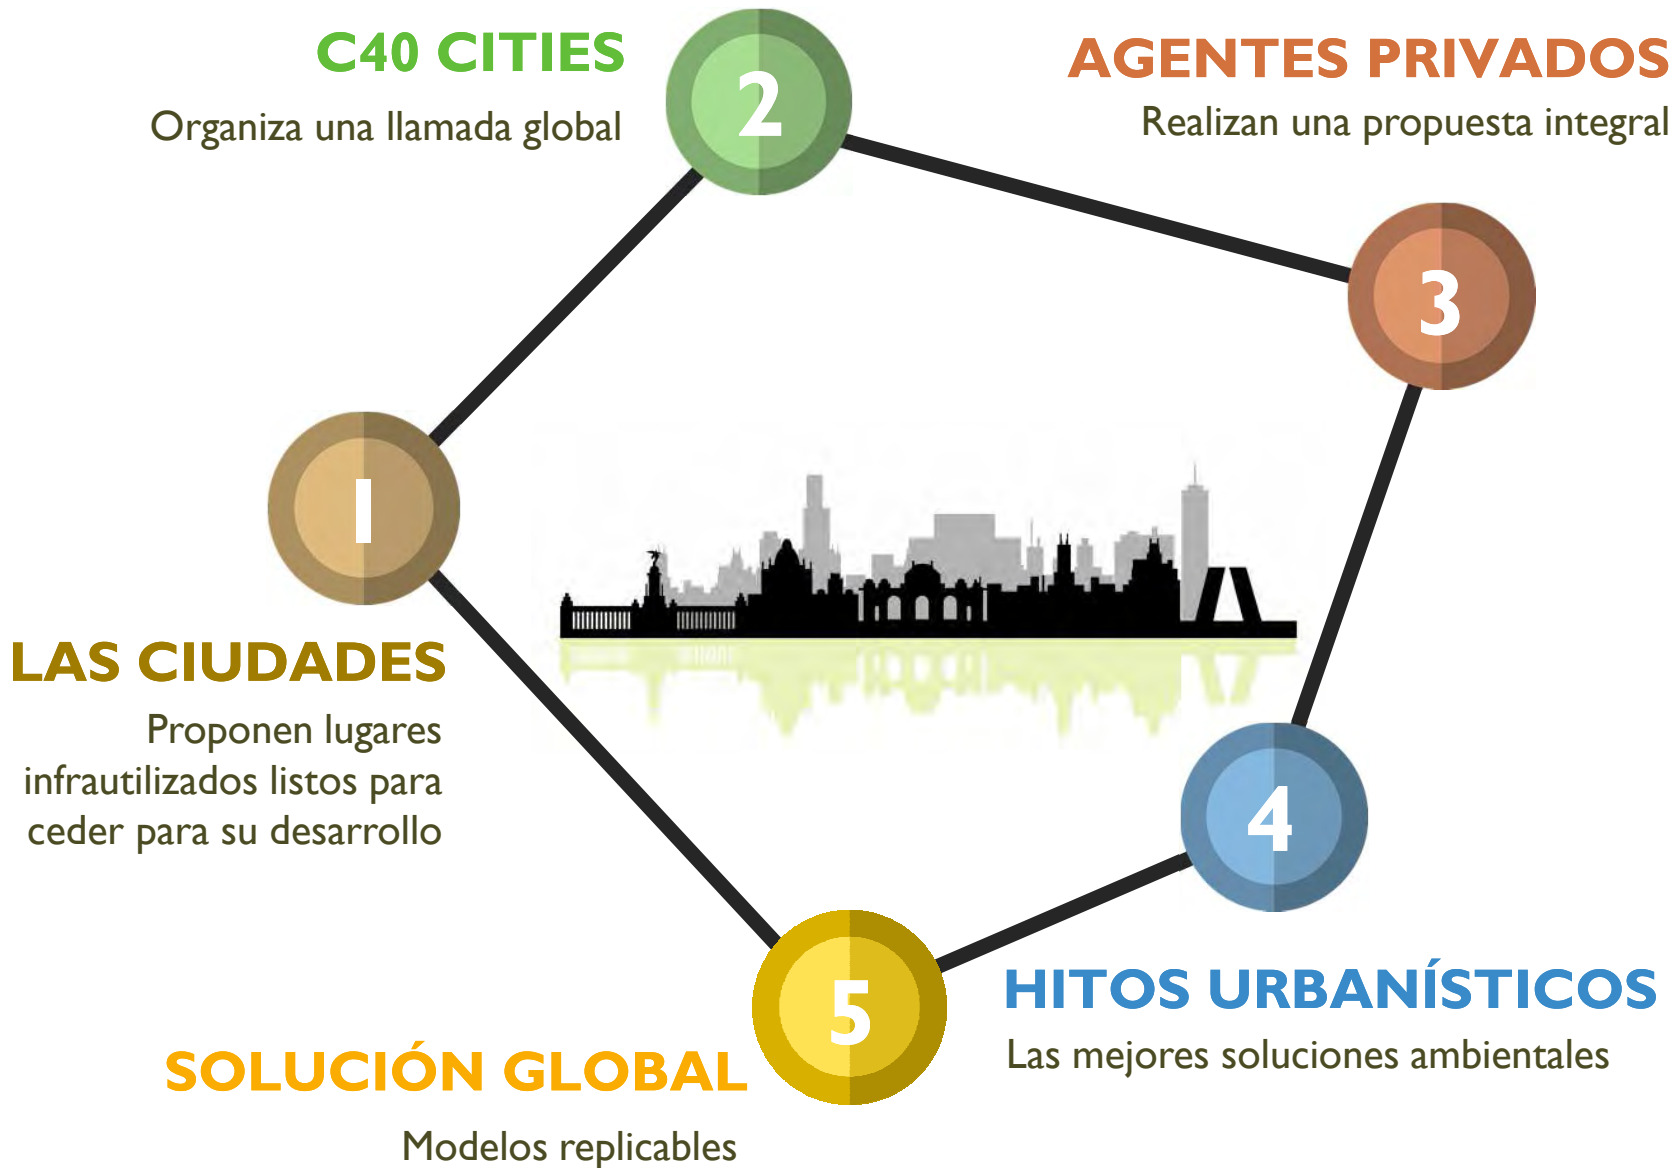 1
LAS CIUDADES
Proponen lugares
infrautilizados listos para
ceder para su desarrollo
2
C40 CITIES
Organiza una llamada global
3
AGENTES PRIVADOS
Realizan una propuesta integral
4
HITOS URBANÍSTICOS
Las mejores soluciones ambientales
5
SOLUCIÓN GLOBAL
Modelos replicables